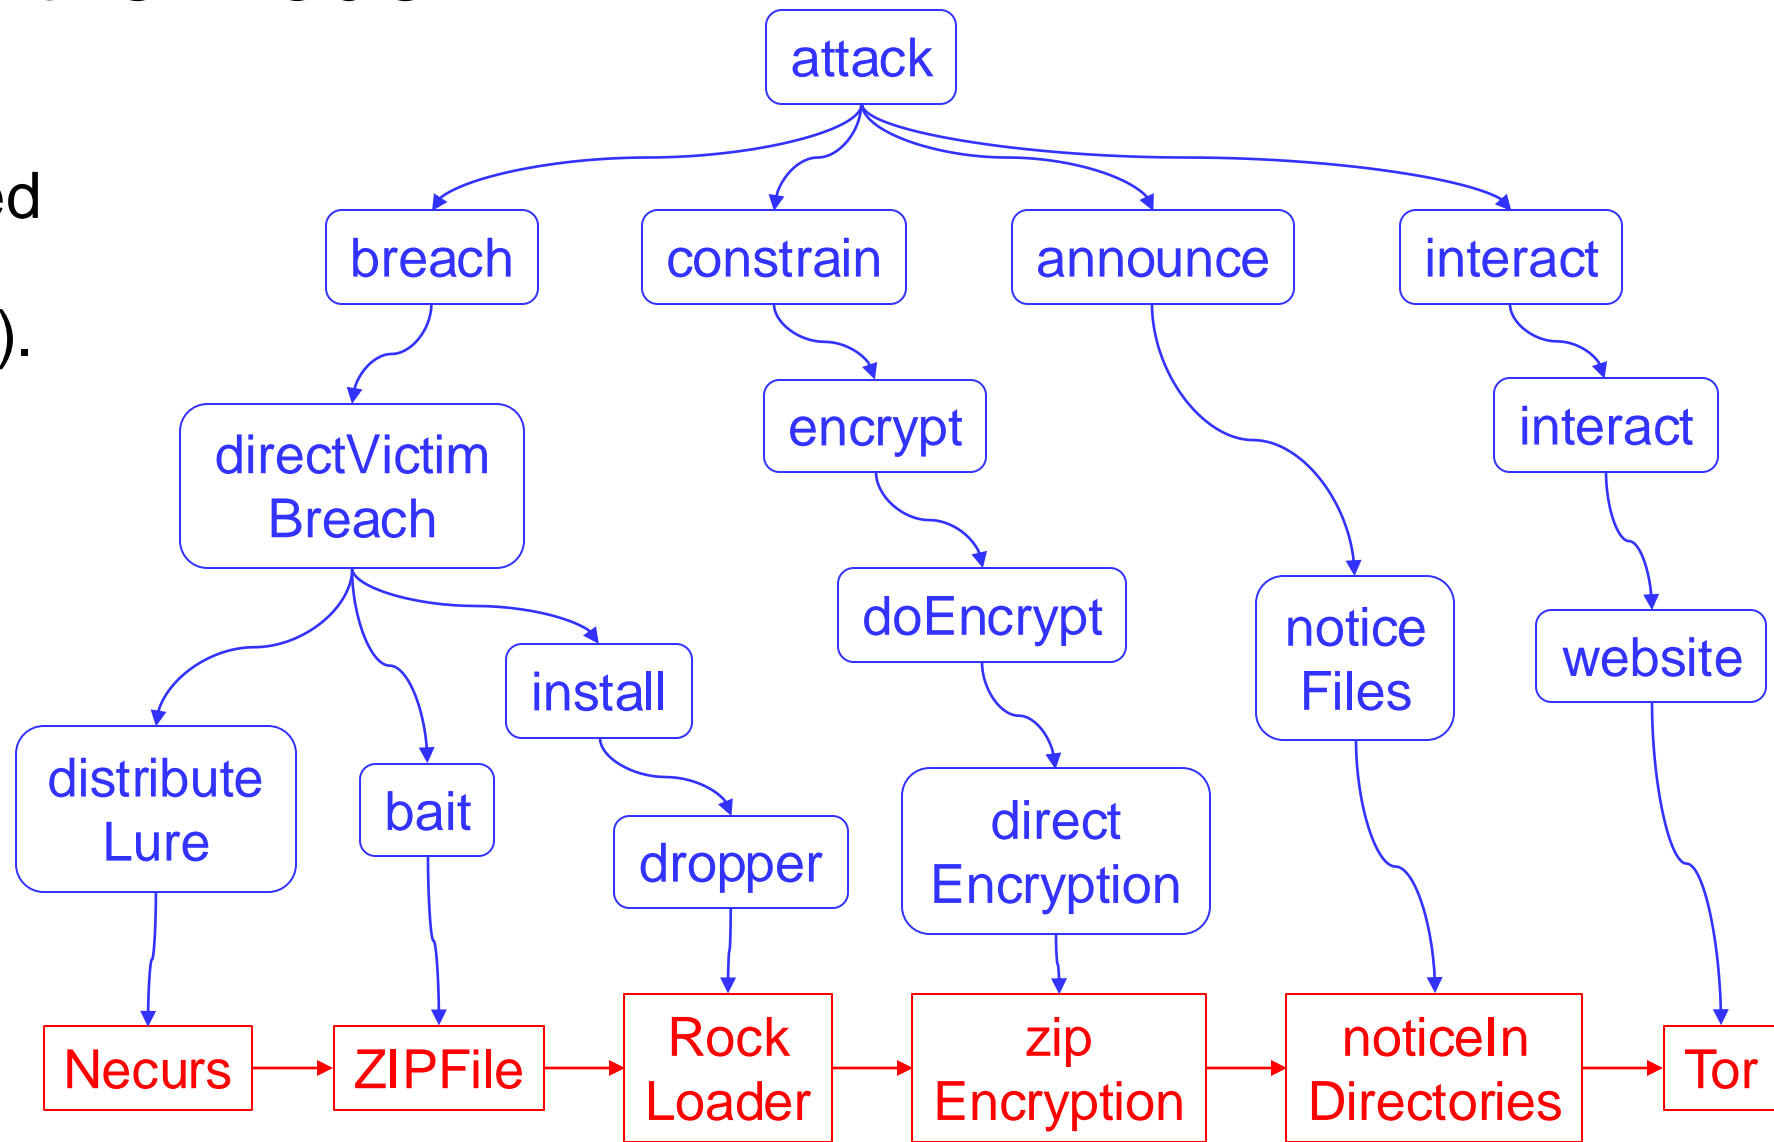 attack
ed
).
breach
constrain
announce
interact
directVictim
Breach
encrypt
interact
doEncrypt
notice
Files
website
install
distribute
Lure
bait
dropper
direct
Encryption
Necurs
ZIPFile
Rock
Loader
zip
Encryption
noticeIn
Directories
Tor